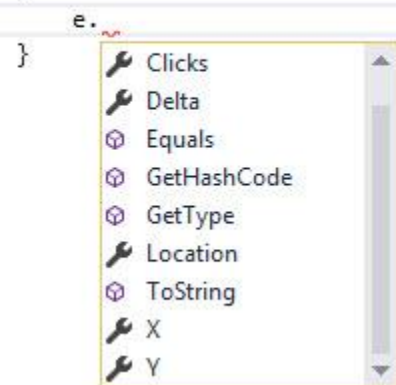 e.
}
Clicks
Delta
Equals
GetHashCode
GetType
Location
ToString
X
Y